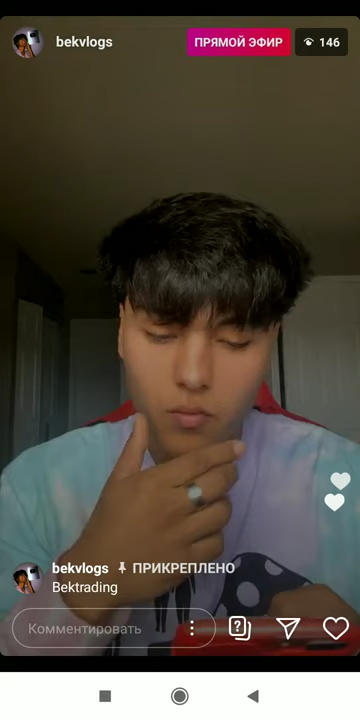 bekvlogs
ПРЯМОЙ ЭФИР
146
bekvlogs ПРИКРЕПЛЕНО
Bektrading
Комментировать